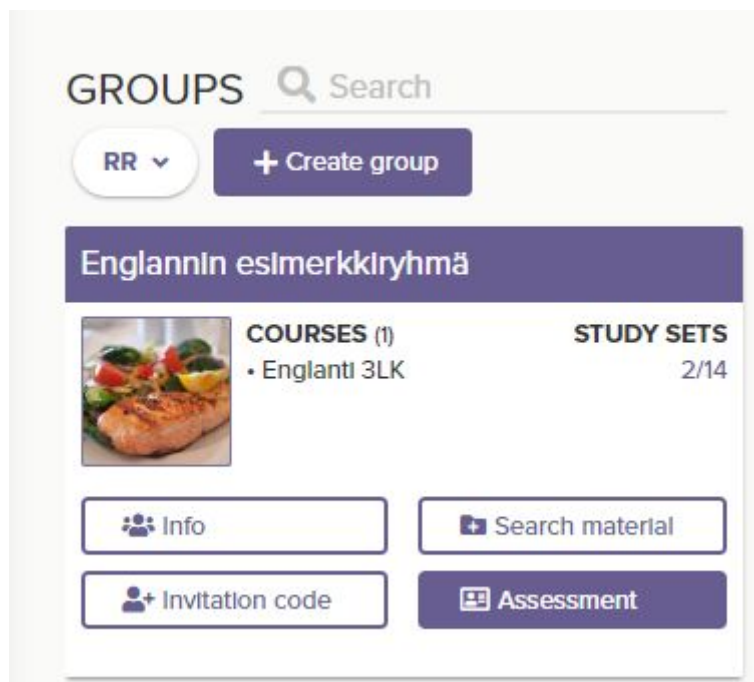 GROUPS Search
RR + Create group
Englannin esimerkkiryhmä
COURSES (1) STUDY SETS
• Englanti 3LK 2/14
Info Search material
Invitation code Assessment